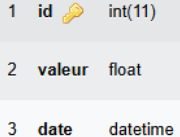 1 id int(11)
2 valeur float
3 date datetime